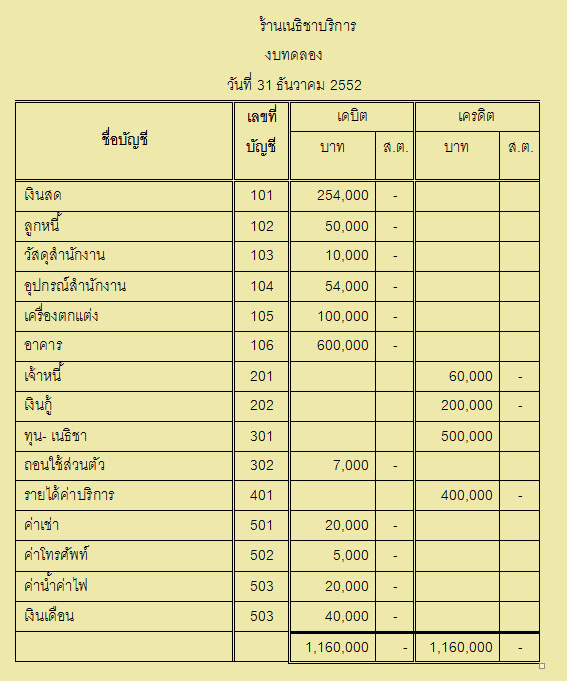 ร้านเนธิชาบริการ
งบทดลอง
วันที่ 31 ธันวาคม 2552
ชื่อบัญชี เลขที่บัญชี เดบิต เครดิต
บาท ส.ต. บาท ส.ต.
เงินสด 101 254,000 -
ลูกหนี้ 102 50,000 -
วัสดุสำนักงาน 103 10,000 -
อุปกรณ์สำนักงาน 104 54,000 -
เครื่องตกแต่ง 105 100,000 -
อาคาร 106 600,000 -
เจ้าหนี้ 201 60,000 -
เงินกู้ 202 200,000 -
ทุน- เนธิชา 301 500,000
ถอนใช้ส่วนตัว 302 7,000 -
รายได้ค่าบริการ 401 400,000 -
ค่าเช่า 501 20,000 -
ค่าโทรศัพท์ 502 5,000 -
ค่าน้ำค่าไฟ 503 20,000 -
เงินเดือน 503 40,000 -
1,160,000 - 1,160,000 -